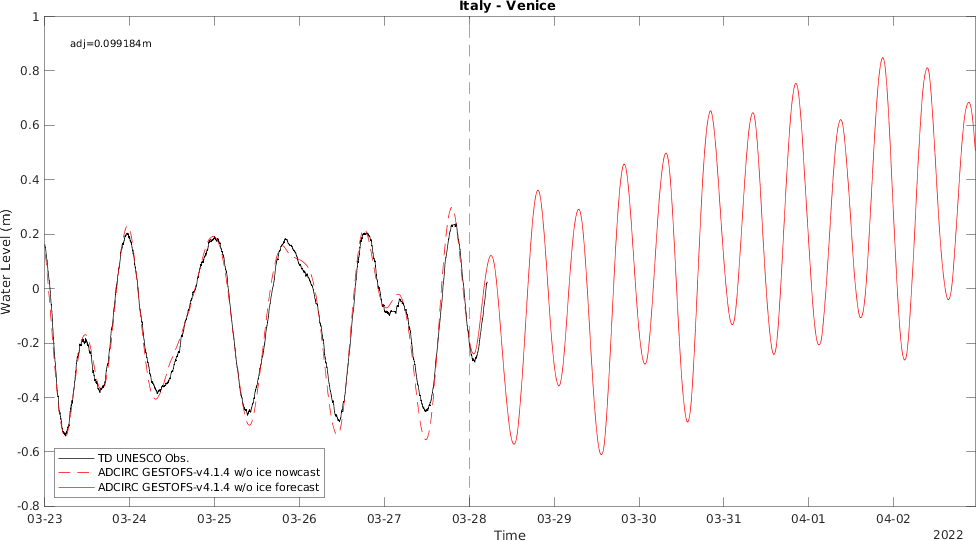 Italy - Venice
adj=0.099184m
1
0.8
0.6
0.4
0.2
0
-0.2
-0.4
-0.6
-0.8
Water Level (m)
TD UNESCO Obs.
ADCIRC GESTOFS-v4.1.4 w/o ice nowcast
ADCIRC GESTOFS-v4.1.4 w/o ice forecast
03-23 03-24 03-25 03-26 03-27 03-28 03-29 03-30 03-31 04-01 04-02
Time
2022